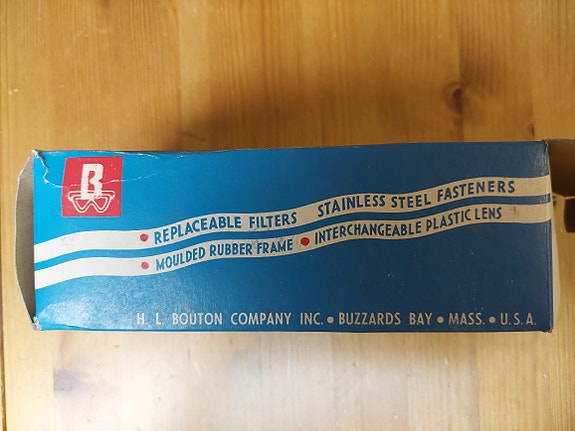 B
• REPLACEABLE FILTERS STAINLESS STEEL FASTENERS
• MOULDED RUBBER FRAME • INTERCHANGEABLE PLASTIC LENS
H. L. BOUTON COMPANY INC. • BUZZARDS BAY • MASS. • U.S.A.